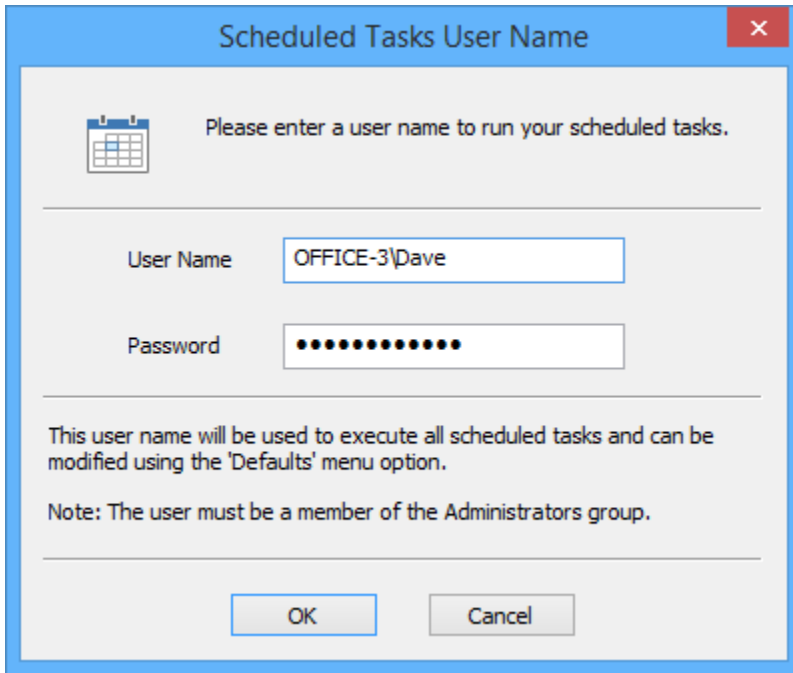 Scheduled Tasks User Name
Please enter a user name to run your scheduled tasks.
User Name
OFFICE-3\Dave
Password
●●●●●●●●●●●●
This user name will be used to execute all scheduled tasks and can be
modified using the 'Defaults' menu option.
Note: The user must be a member of the Administrators group.
OK
Cancel